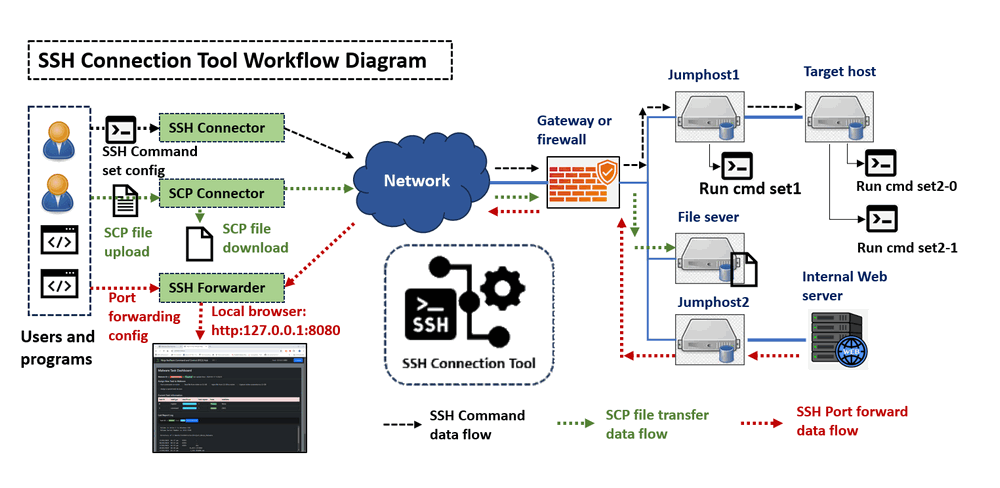 SSH Connection Tool Workflow Diagram
Jumphost1
Target host
Gateway or
firewall
SSH Connector
SSH Command
set config
Network
Run cmd set1
Run cmd set2-0
SCP Connector
SCP file
upload
SCP file
download
File sever
Run cmd set2-1
Internal Web
server
WEB
SSH Forwarder
Port
forwarding
config
Local browser:
http:127.0.0.1:8080
Jumphost2
Users and
programs
SSH
SSH Connection Tool
SSH Command
data flow
SCP file transfer
data flow
SSH Port forward
data flow